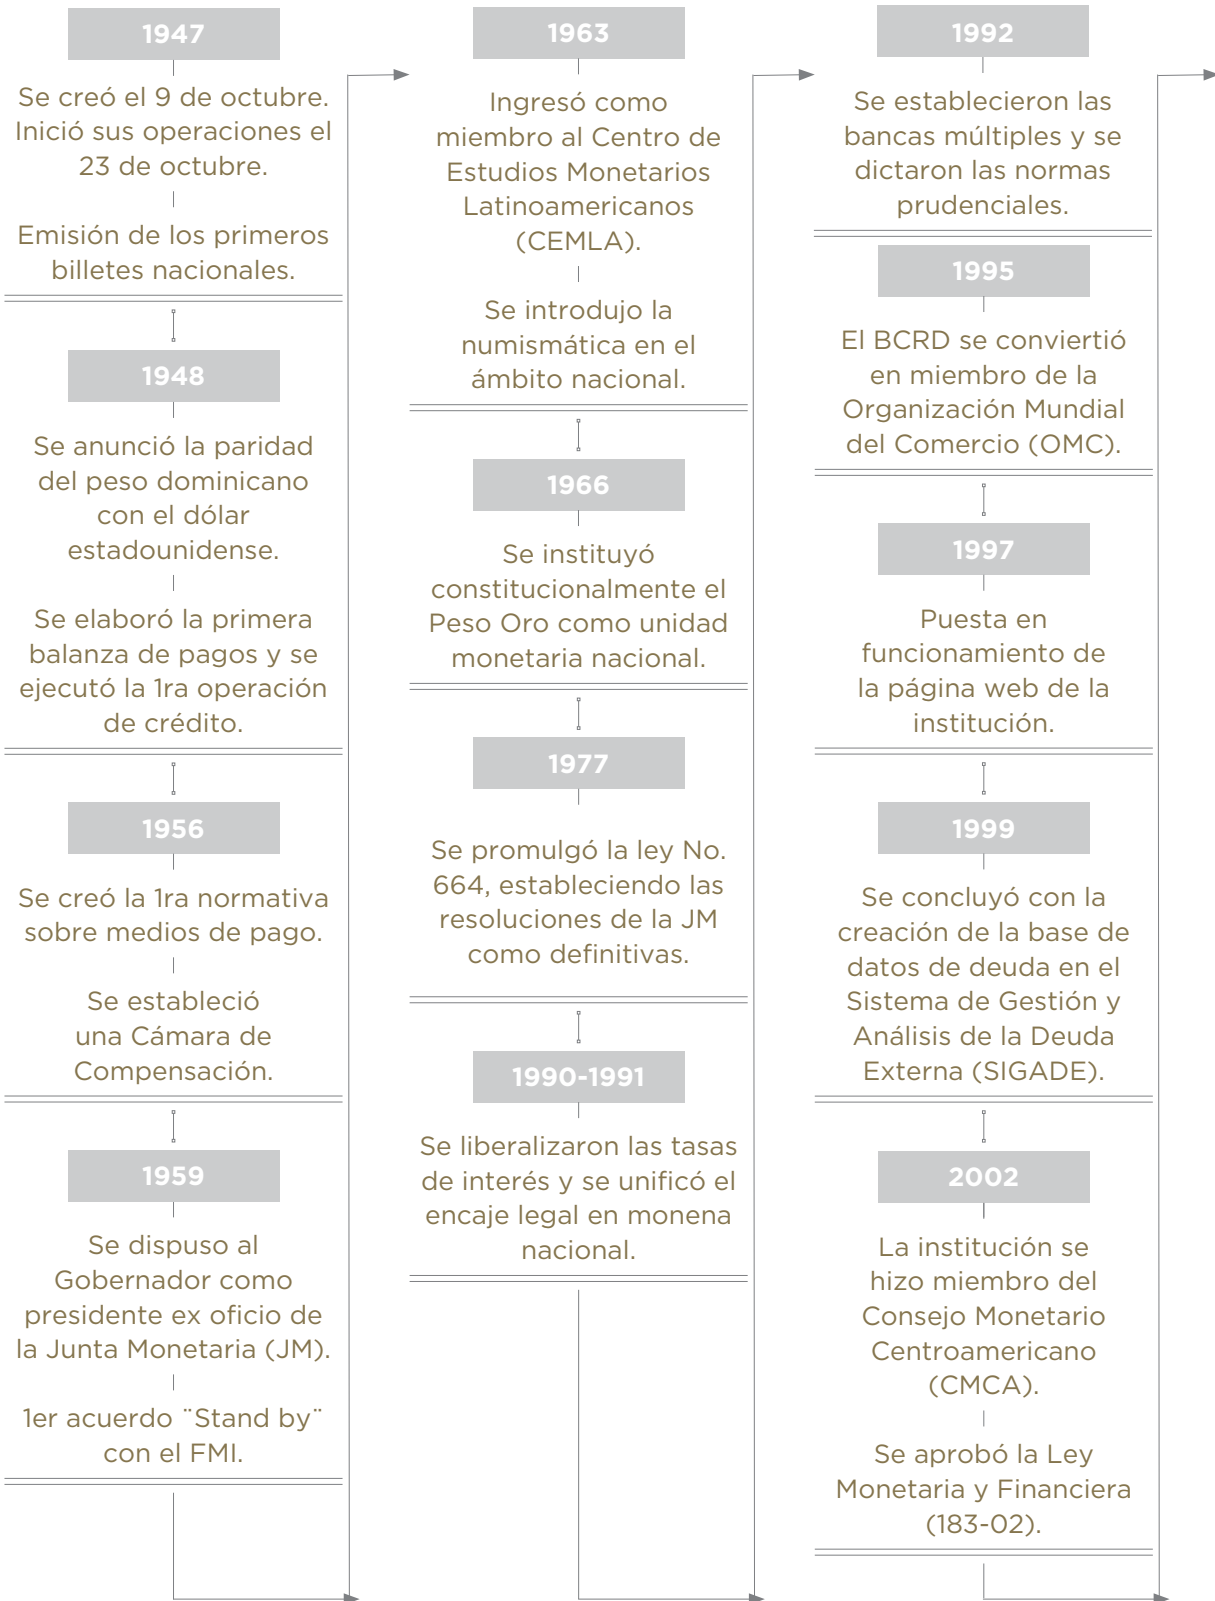 1947
Se creó el 9 de octubre.
Inició sus operaciones el
23 de octubre.
Emisión de los primeros
billetes nacionales.
1948
Se anunció la paridad
del peso dominicano
con el dólar
estadounidense.
Se elaboró la primera
balanza de pagos y se
ejecutó la 1ra operación
de crédito.
1956
Se creó la 1ra normativa
sobre medios de pago.
Se estableció
una Cámara de
Compensación.
1959
Se dispuso al
Gobernador como
presidente ex oficio de
la Junta Monetaria (JM).
1er acuerdo ¨Stand by¨
con el FMI.
1963
Ingresó como
miembro al Centro de
Estudios Monetarios
Latinoamericanos
(CEMLA).
Se introdujo la
numismática en el
ámbito nacional.
1966
Se instituyó
constitucionalmente el
Peso Oro como unidad
monetaria nacional.
1977
Se promulgó la ley No.
664, estableciendo las
resoluciones de la JM
como definitivas.
1990-1991
Se liberalizaron las tasas
de interés y se unificó el
encaje legal en monena
nacional.
1992
Se establecieron las
bancas múltiples y se
dictaron las normas
prudenciales.
1995
El BCRD se conviertió
en miembro de la
Organización Mundial
del Comercio (OMC).
1997
Puesta en
funcionamiento de
la página web de la
institución.
1999
Se concluyó con la
creación de la base de
datos de deuda en el
Sistema de Gestión y
Análisis de la Deuda
Externa (SIGADE).
2002
La institución se
hizo miembro del
Consejo Monetario
Centroamericano
(CMCA).
Se aprobó la Ley
Monetaria y Financiera
(183-02).